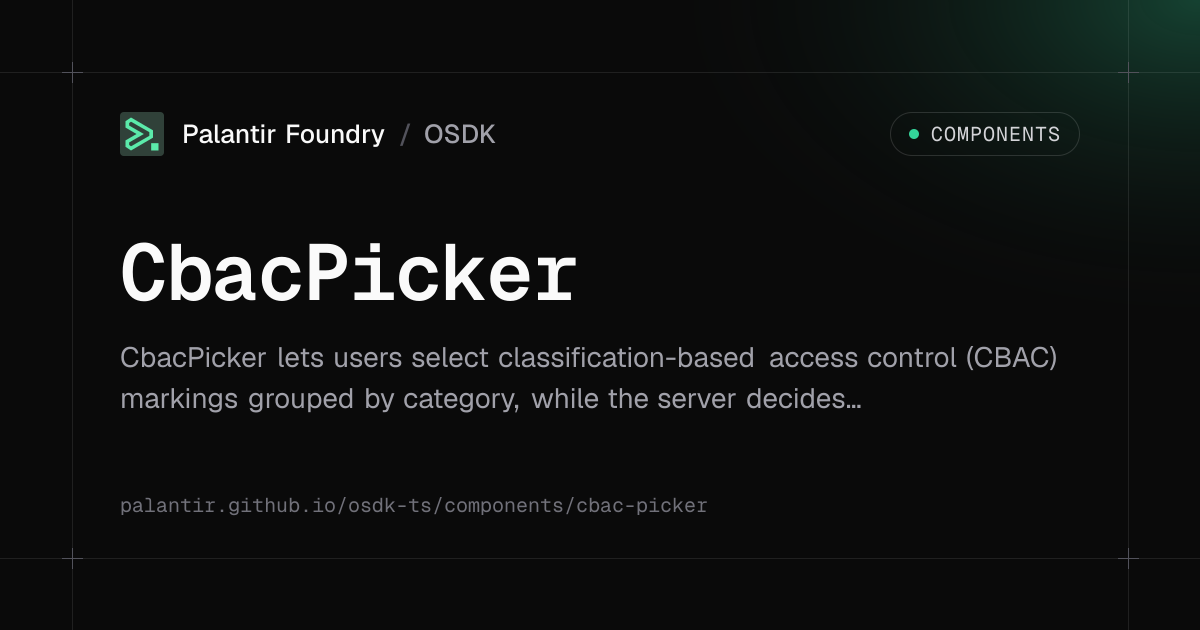 Palantir Foundry / OSDK
COMPONENTS
CbacPicker
CbacPicker lets users select classification-based access control (CBAC)
markings grouped by category, while the server decides…
palantir.github.io/osdk-ts/components/cbac-picker